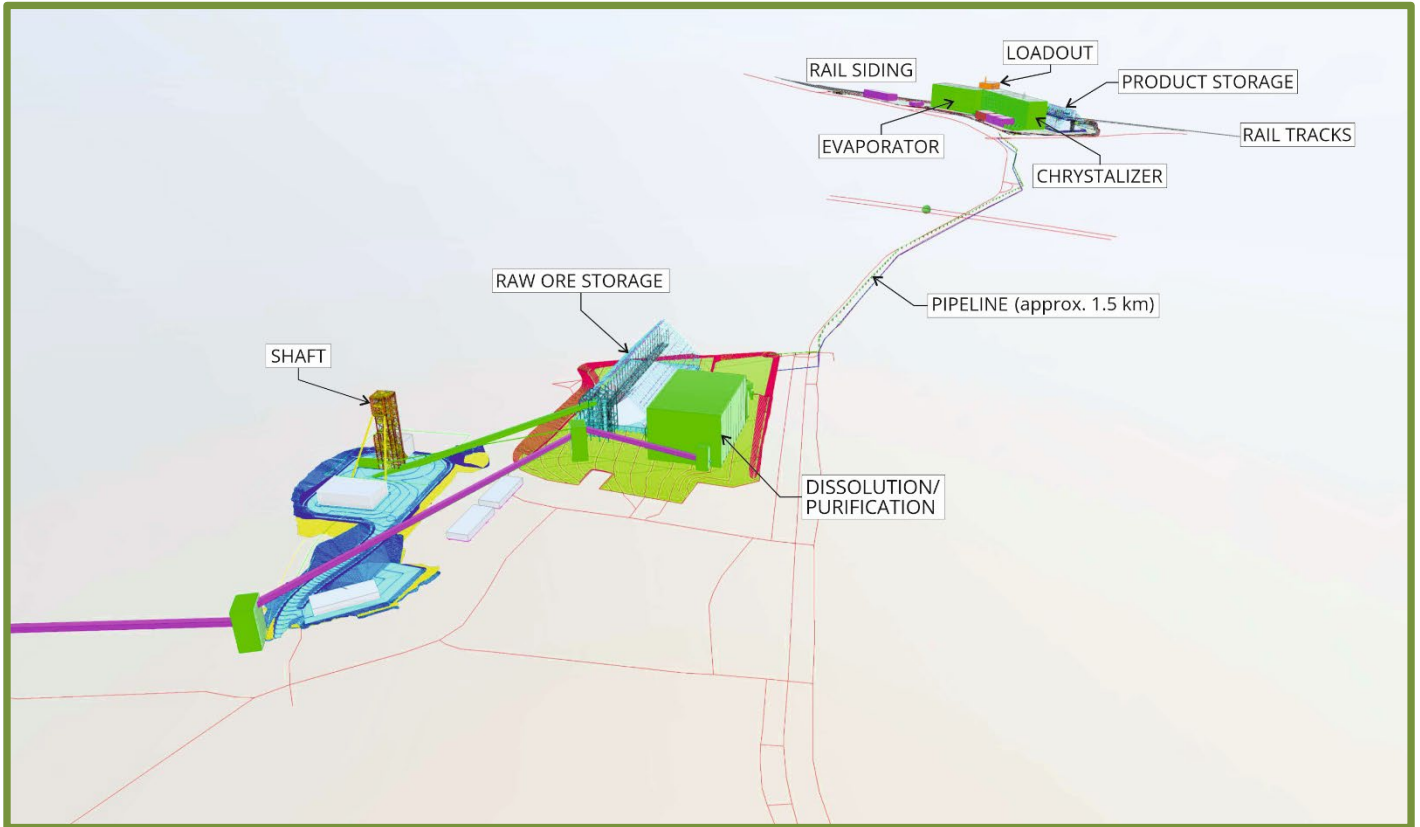 LOADOUT
RAIL SIDING
PRODUCT STORAGE
RAIL TRACKS
EVAPORATOR
CHRYSTALIZER
RAW ORE STORAGE
PIPELINE (approx. 1.5 km)
SHAFT
DISSOLUTION/
PURIFICATION